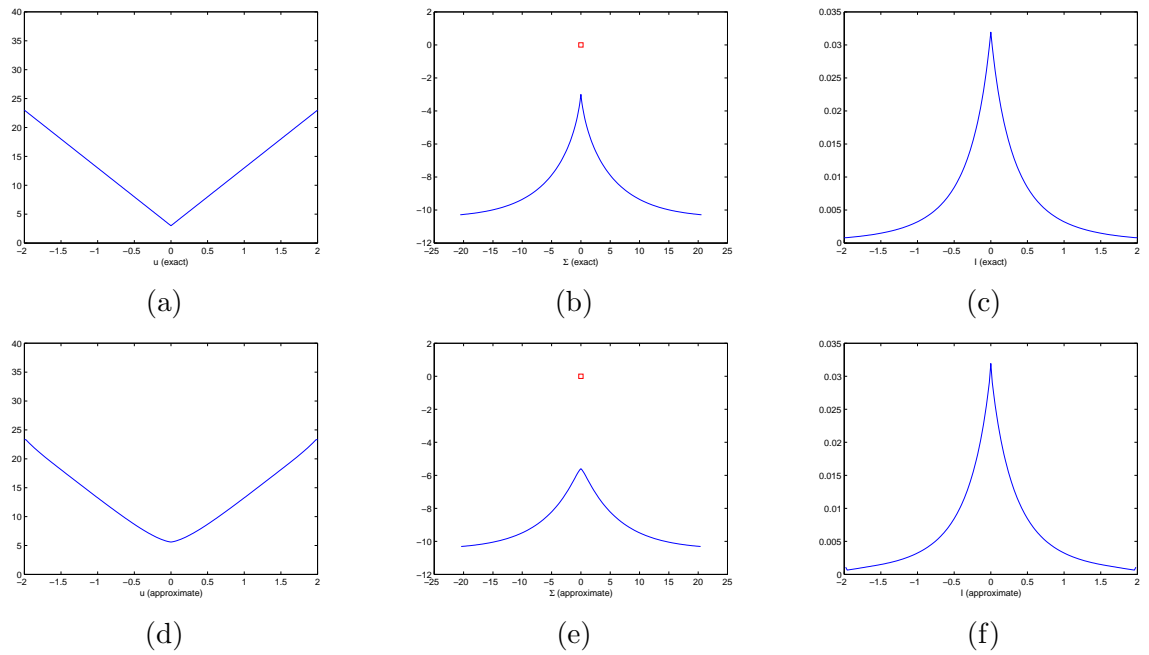 40
35
30
25
20
15
10
5
0
−2 −1.5 −1 −0.5 0 0.5 1 1.5 2
u (exact)
(a)
2
0
−2
−4
−6
−8
−10
−12
−25 −20 −15 −10 −5 0 5 10 15 20 25
Σ (exact)
(b)
0.035
0.03
0.025
0.02
0.015
0.01
0.005
0
−2 −1.5 −1 −0.5 0 0.5 1 1.5 2
I (exact)
(c)
40
35
30
25
20
15
10
5
0
−2 −1.5 −1 −0.5 0 0.5 1 1.5 2
u (approximate)
(d)
2
0
−2
−4
−6
−8
−10
−12
−25 −20 −15 −10 −5 0 5 10 15 20 25
Σ (approximate)
(e)
0.035
0.03
0.025
0.02
0.015
0.01
0.005
0
−2 −1.5 −1 −0.5 0 0.5 1 1.5 2
I (approximate)
(f)